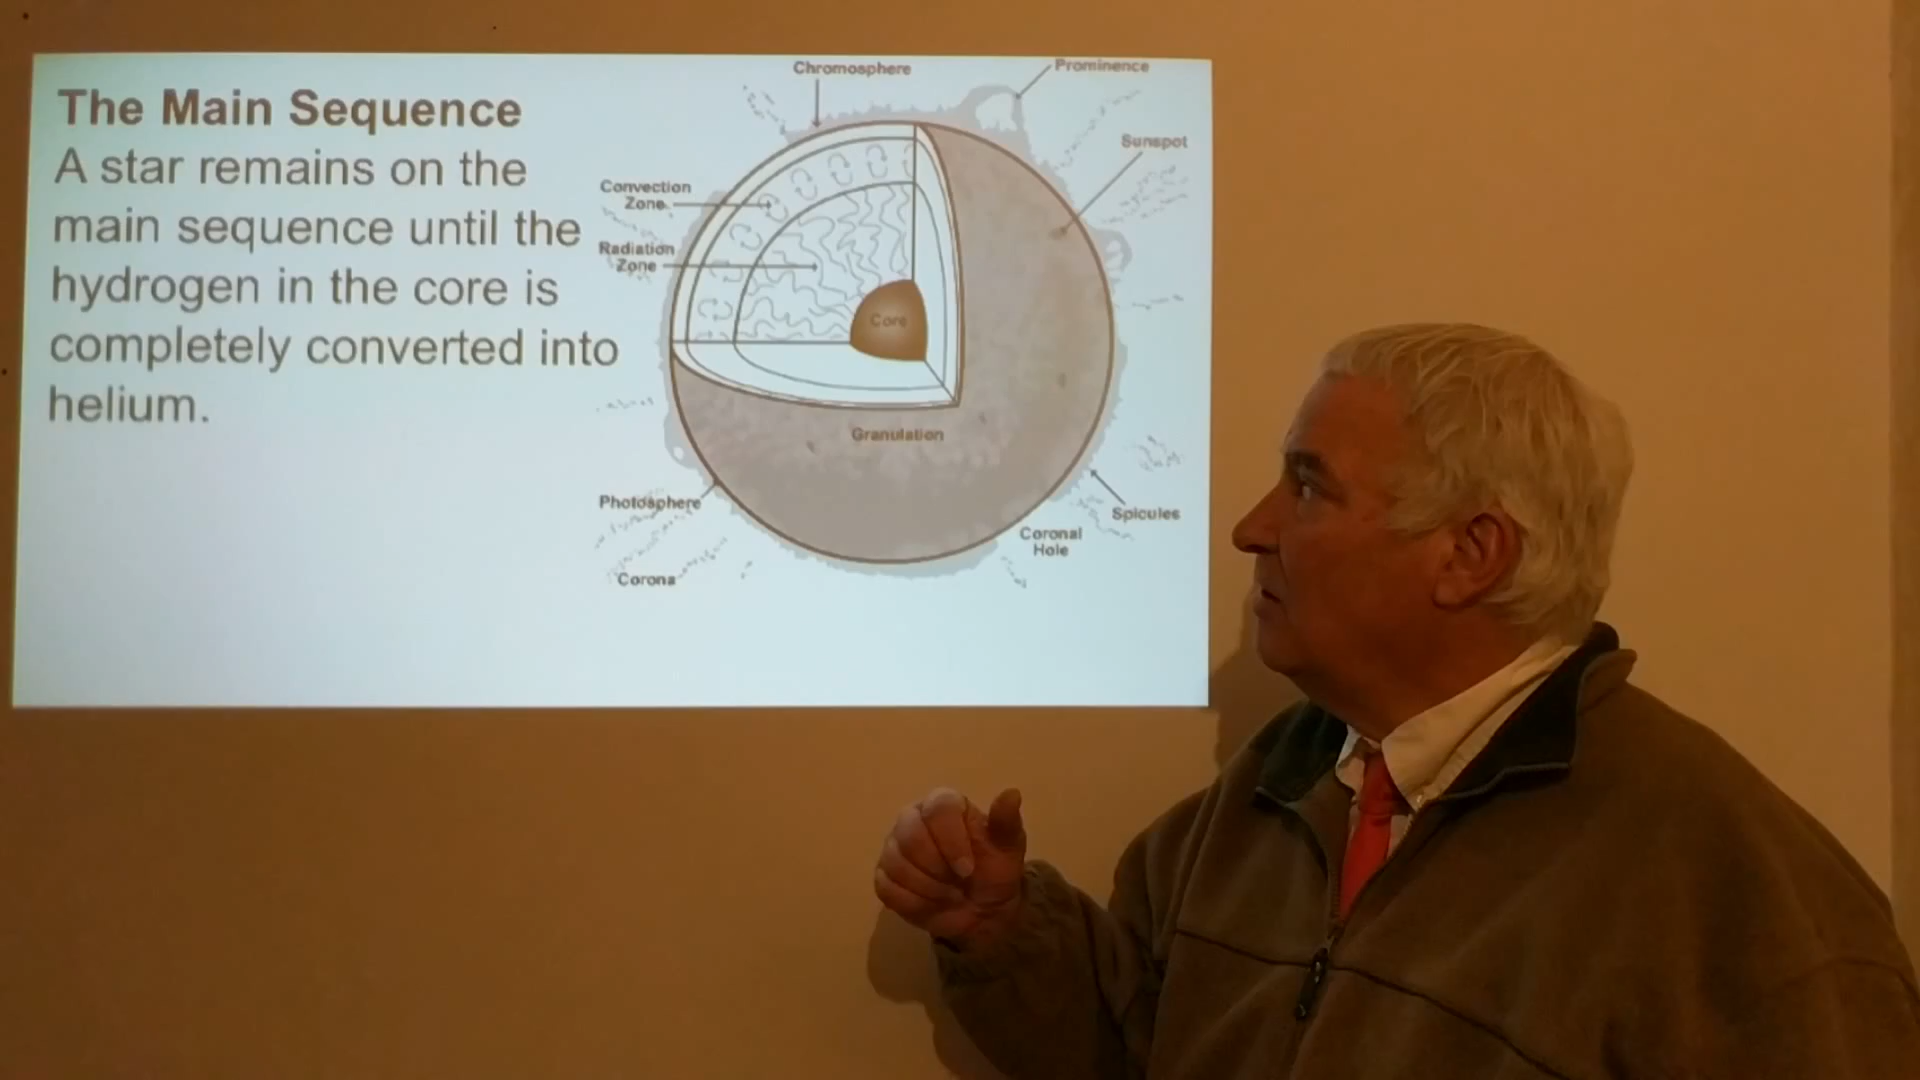 The Main Sequence
A star remains on the
main sequence until the
hydrogen in the core is
completely converted into
helium.
Chromosphere
Prominence
Sunspot
Convection
Zone
Radiation
Zone
Core
Granulation
Photosphere
Spicules
Coronal
Hole
Corona